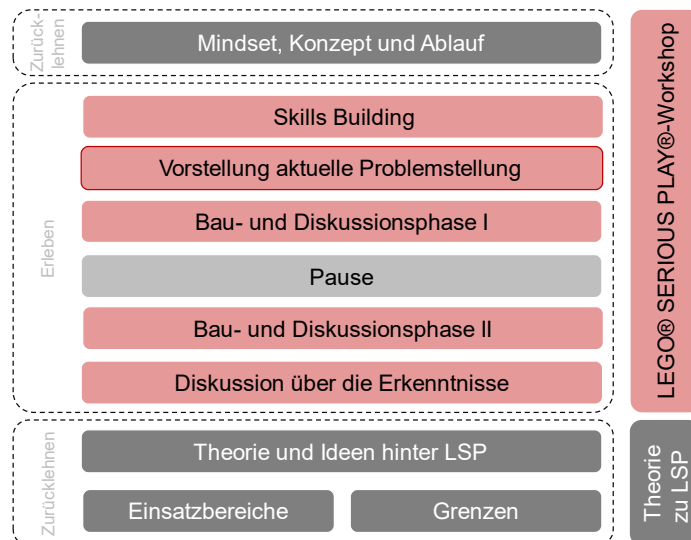 Zurück-
lehnen
Mindset, Konzept und Ablauf
Erleben
Skills Building
Vorstellung aktuelle Problemstellung
Bau- und Diskussionsphase I
Pause
Bau- und Diskussionsphase II
Diskussion über die Erkenntnisse
LEGO® SERIOUS PLAY®-Workshop
Zurücklehnen
Theorie und Ideen hinter LSP
Einsatzbereiche
Grenzen
Theorie
zu LSP